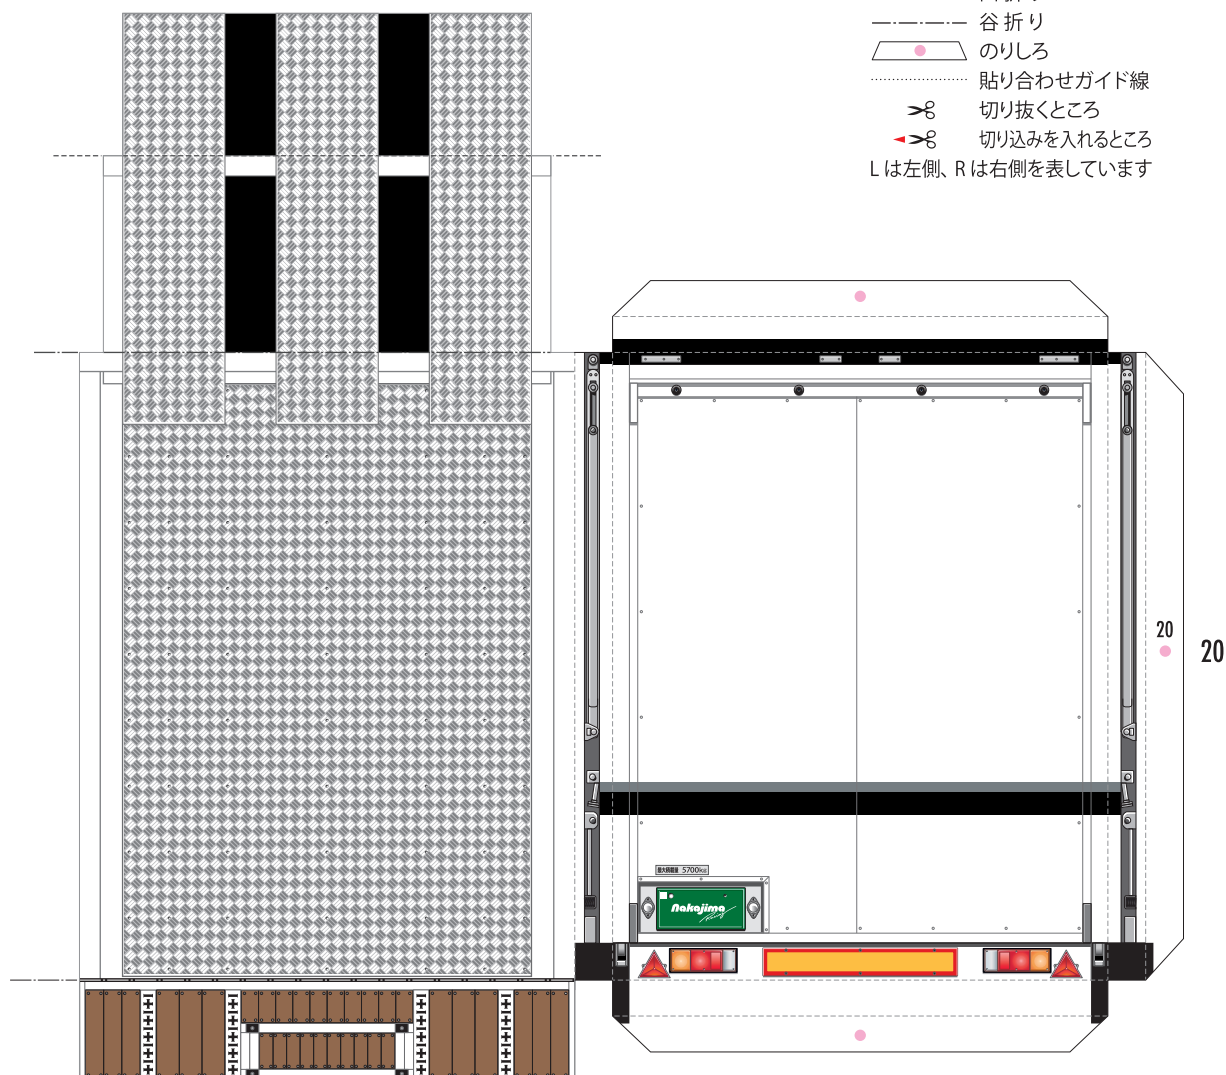 谷折り
のりしろ
貼り合わせガイド線
切り抜くところ
切り込みを入れるところ
Lは左側、Rは右側を表しています
20
20
最大積載量 5700kg
nakajima